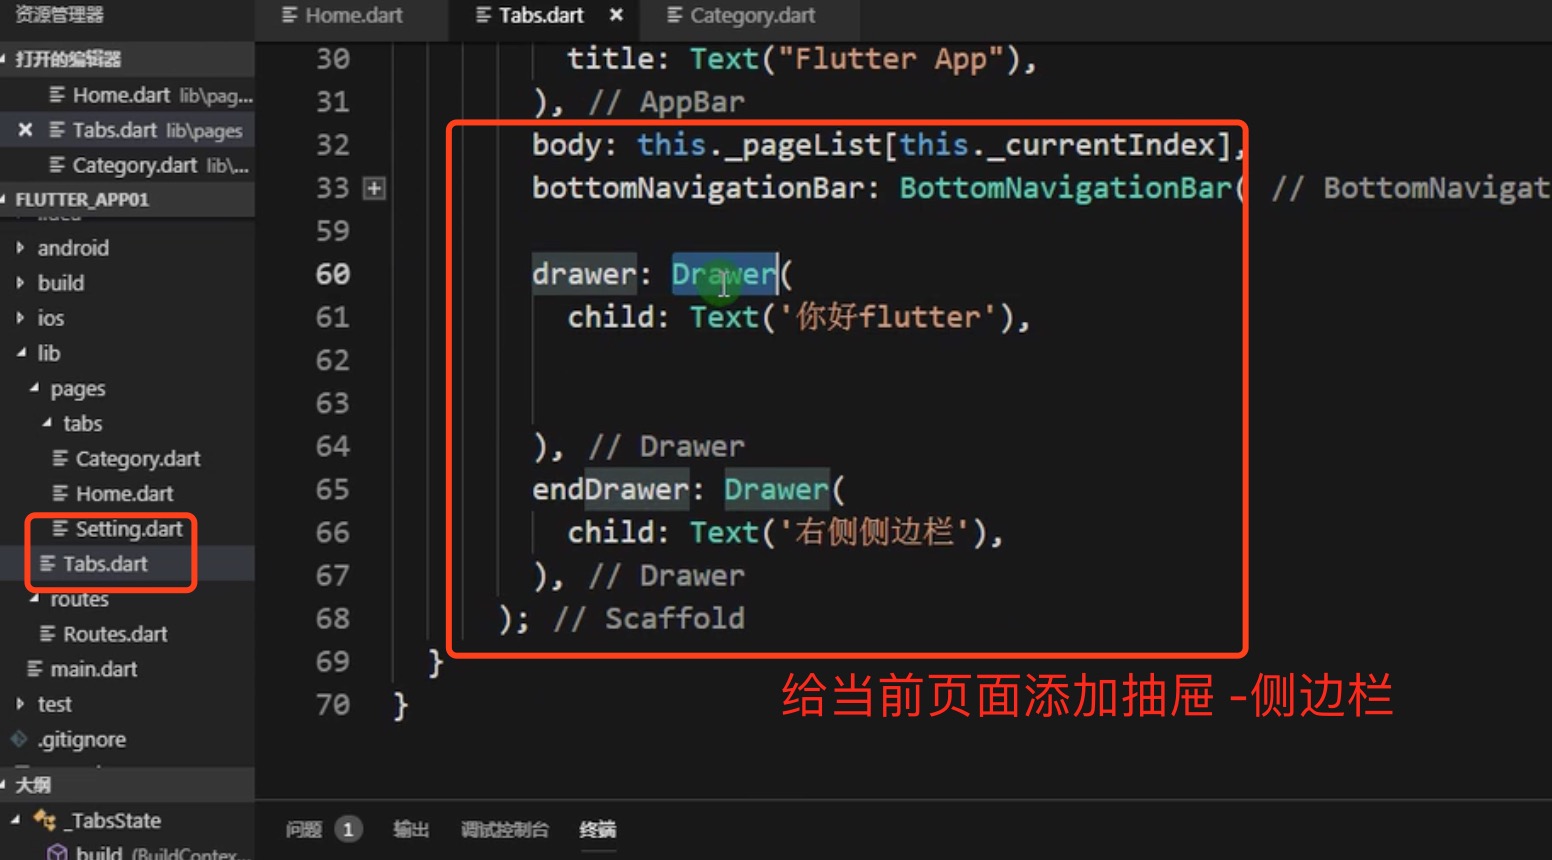 资源管理器
打开的编辑器
Home.dart lib\pag...
Tabs.dart lib\pages
Category.dart lib\...
FLUTTER_APP01
android
build
ios
lib
pages
tabs
Category.dart
Home.dart
Setting.dart
Tabs.dart
routes
Routes.dart
main.dart
test
.gitignore
大纲
_TabsState
build (BuildContex...
Home.dart Tabs.dart Category.dart
30 title: Text("Flutter App"),
31 ), // AppBar
32 body: this._pageList[this._currentIndex],
33 bottomNavigationBar: BottomNavigationBar( // BottomNavigat
59
60 drawer: Drawer(
61 child: Text('你好flutter'),
62
63
64 ), // Drawer
65 endDrawer: Drawer(
66 child: Text('右侧侧边栏'),
67 ), // Drawer
68 ); // Scaffold
69 }
70 }
给当前页面添加抽屉 -侧边栏
问题 1 输出 调试控制台 终端